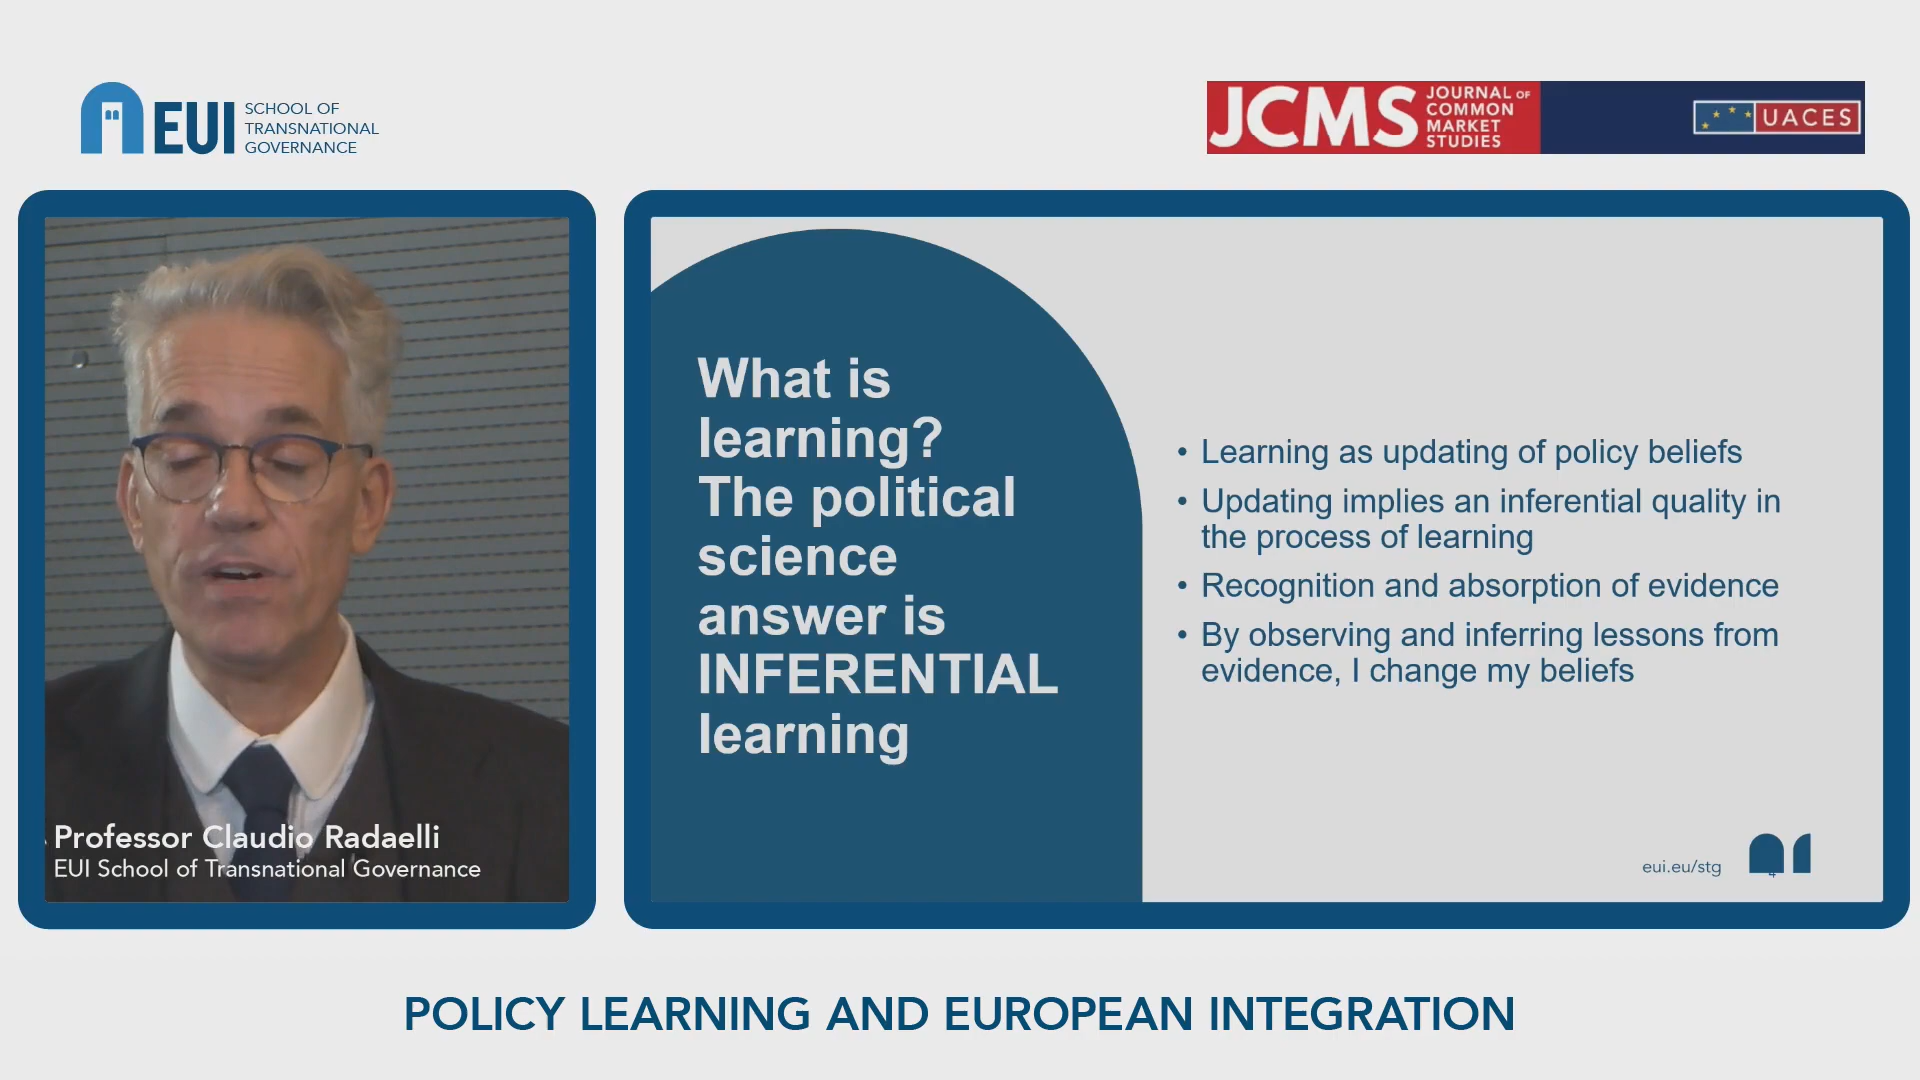 EUI
SCHOOL OF
TRANSNATIONAL
GOVERNANCE
JCMS
JOURNAL OF
COMMON
MARKET
STUDIES
UACES
What is
learning?
The political
science
answer is
INFERENTIAL
learning
• Learning as updating of policy beliefs
• Updating implies an inferential quality in
the process of learning
• Recognition and absorption of evidence
• By observing and inferring lessons from
evidence, I change my beliefs
eui.eu/stg
4
Professor Claudio Radaelli
EUI School of Transnational Governance
POLICY LEARNING AND EUROPEAN INTEGRATION